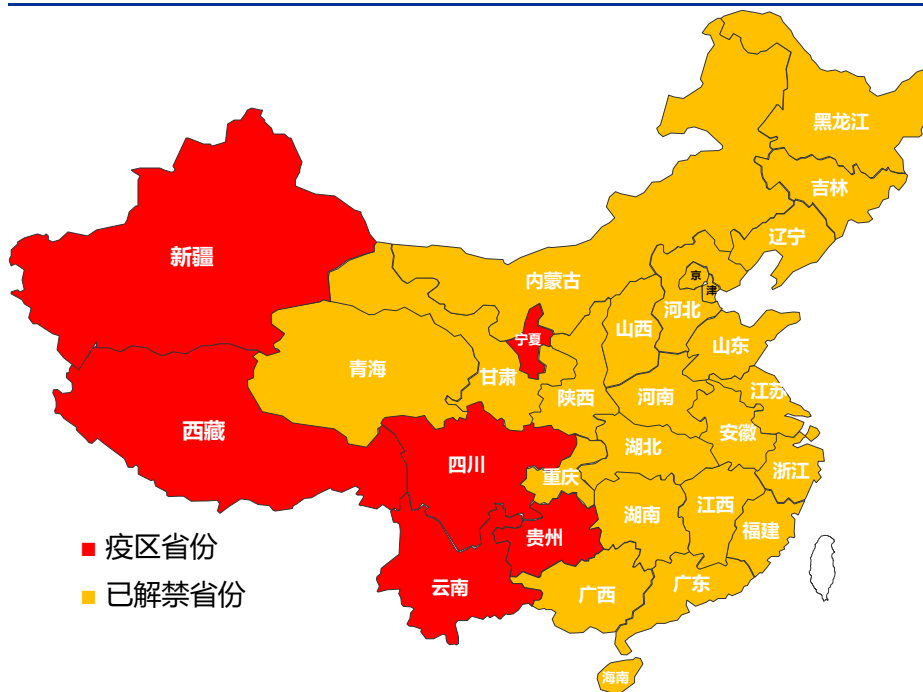 黑龙江
吉林
辽宁
新疆
内蒙古
京
津
河北
宁夏
山西
山东
青海
甘肃
陕西
河南
江苏
西藏
安徽
湖北
四川
浙江
重庆
江西
湖南
福建
贵州
疫区省份
云南
广西
广东
已解禁省份
海南